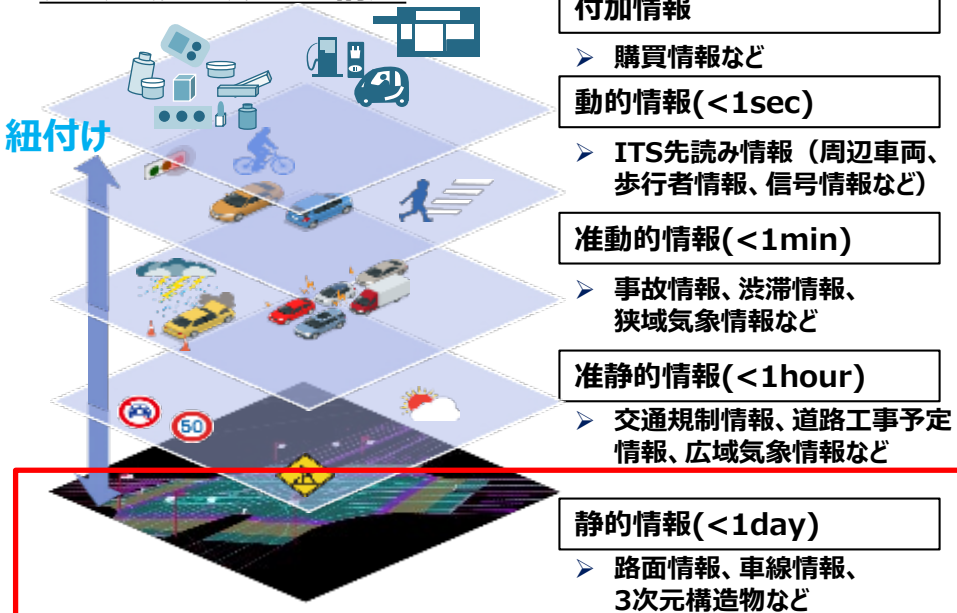 付加情報
➢ 購買情報など
動的情報(<1sec)
➢ ITS先読み情報（周辺車両、
歩行者情報、信号情報など）
紐付け
准動的情報(<1min)
➢ 事故情報、渋滞情報、
狭域気象情報など
准静的情報(<1hour)
➢ 交通規制情報、道路工事予定
情報、広域気象情報など
50
静的情報(<1day)
➢ 路面情報、車線情報、
3次元構造物など